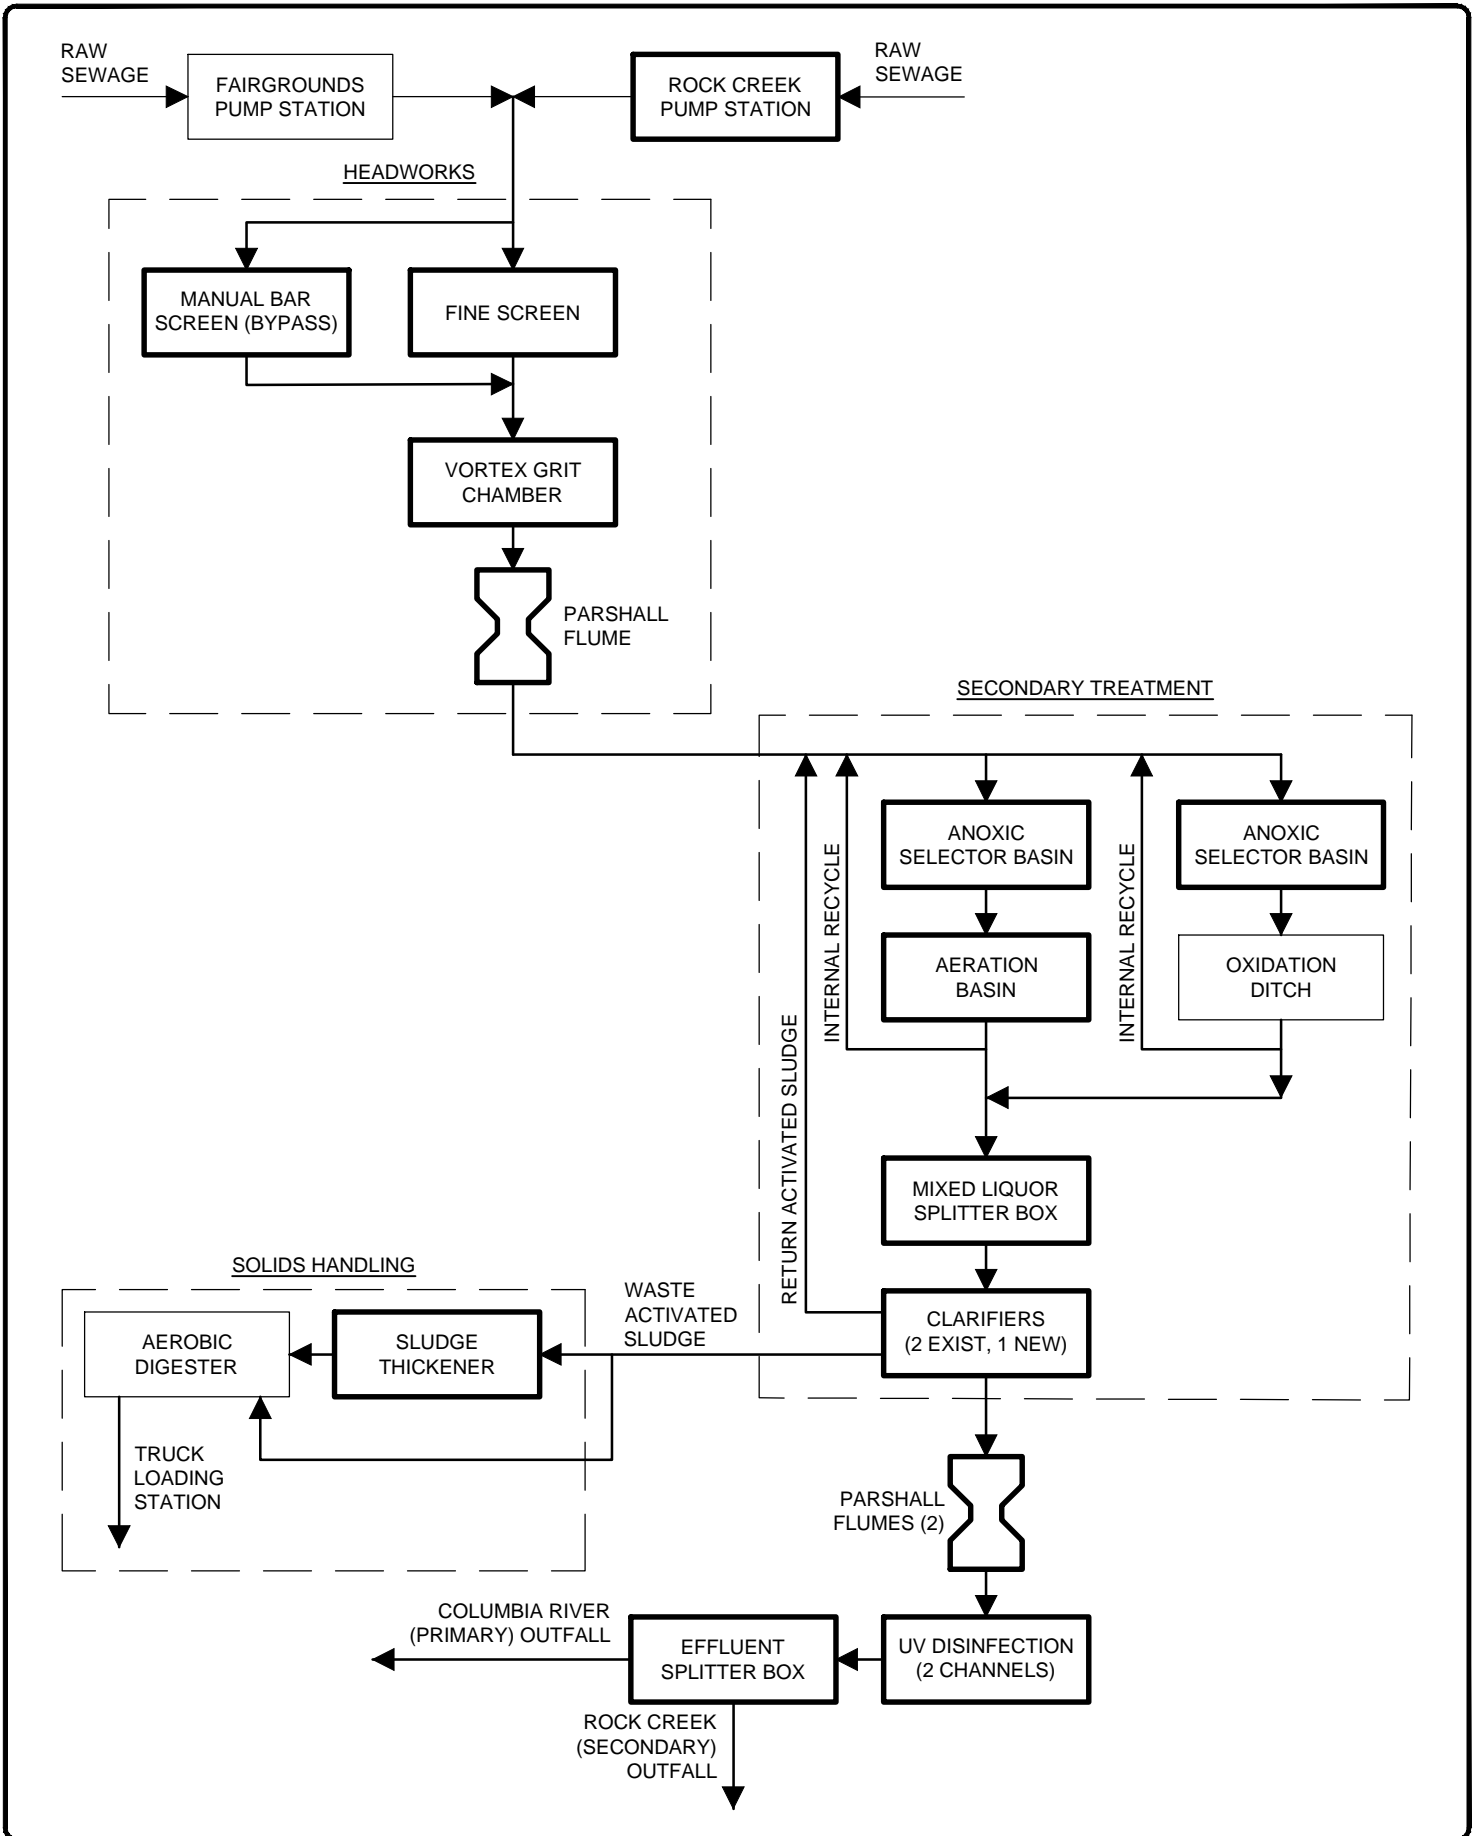 RAW
SEWAGE
FAIRGROUNDS
PUMP STATION
ROCK CREEK
PUMP STATION
RAW
SEWAGE
HEADWORKS
MANUAL BAR
SCREEN (BYPASS)
FINE SCREEN
VORTEX GRIT
CHAMBER
PARSHALL
FLUME
SECONDARY TREATMENT
ANOXIC
SELECTOR BASIN
ANOXIC
SELECTOR BASIN
INTERNAL RECYCLE
INTERNAL RECYCLE
AERATION
BASIN
OXIDATION
DITCH
RETURN ACTIVATED SLUDGE
MIXED LIQUOR
SPLITTER BOX
CLARIFIERS
(2 EXIST, 1 NEW)
SOLIDS HANDLING
WASTE
ACTIVATED
SLUDGE
AEROBIC
DIGESTER
SLUDGE
THICKENER
TRUCK
LOADING
STATION
PARSHALL
FLUMES (2)
UV DISINFECTION
(2 CHANNELS)
EFFLUENT
SPLITTER BOX
COLUMBIA RIVER
(PRIMARY) OUTFALL
ROCK CREEK
(SECONDARY)
OUTFALL